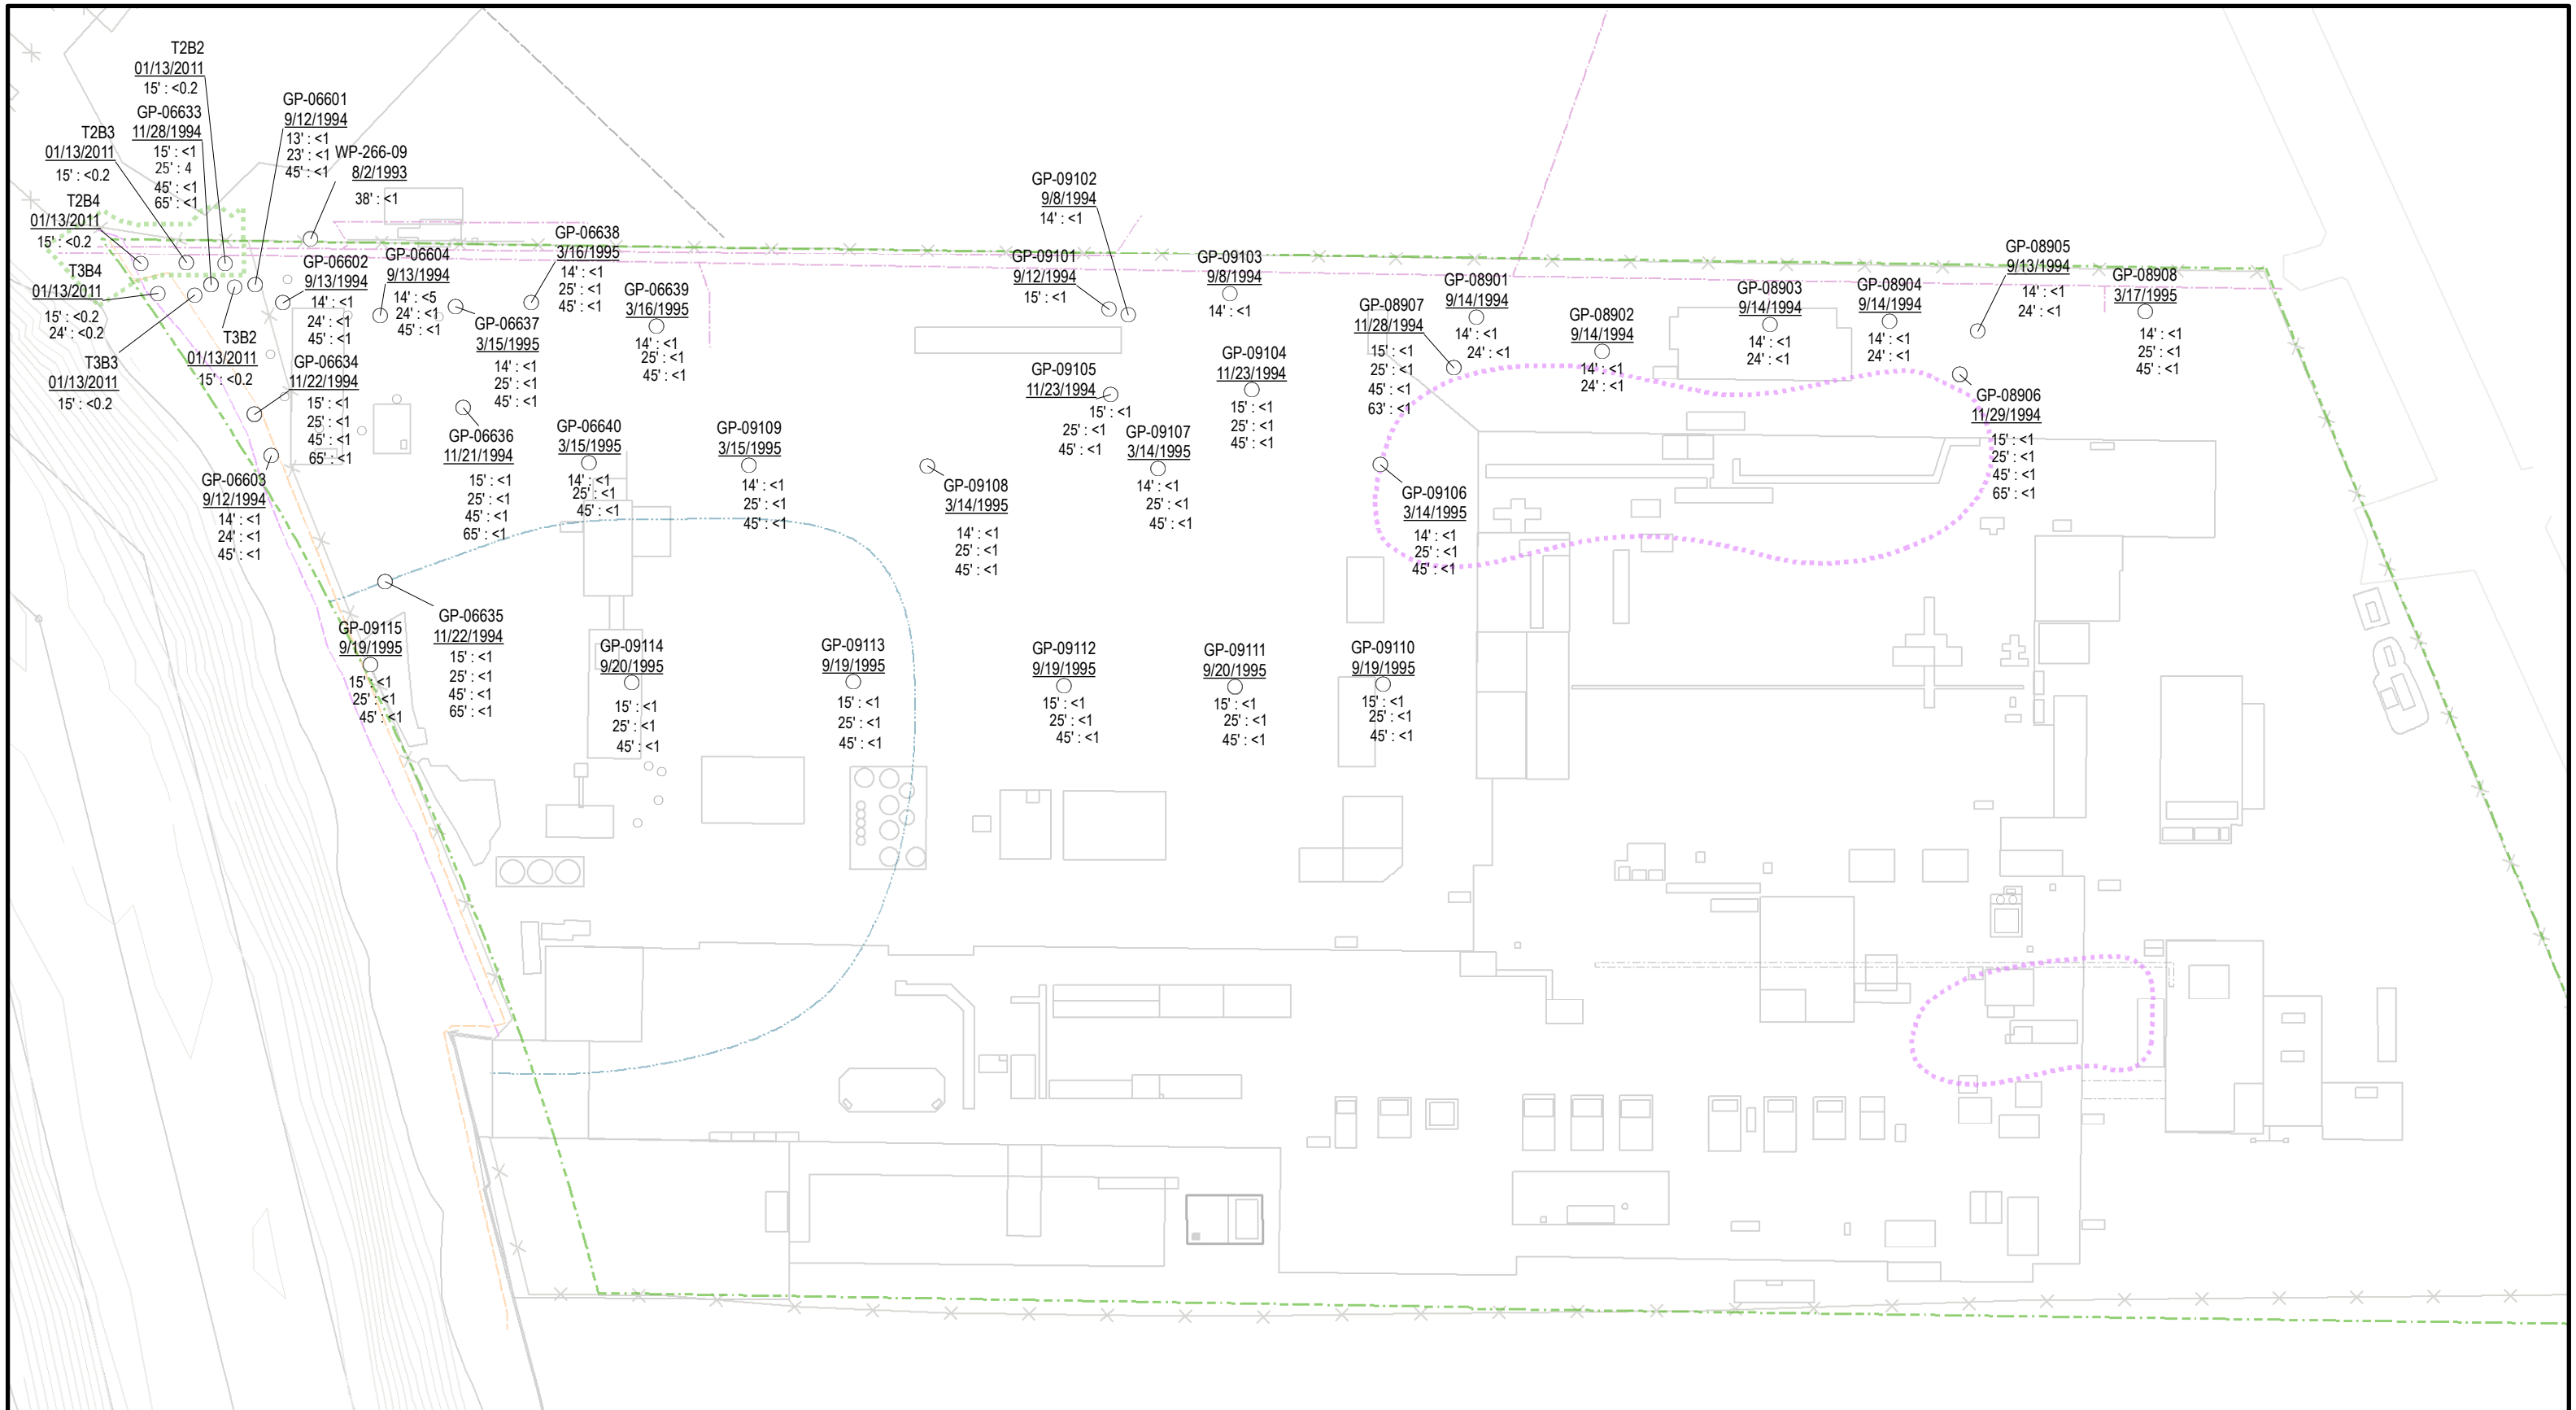 T2B2
01/13/2011
15' : <0.2
GP-06633
11/28/1994
15' : <1
25' : 4
45' : <1
65' : <1
GP-06601
9/12/1994
13' : <1
23' : <1
45' : <1
T2B3
01/13/2011
15' : <0.2
WP-266-09
8/2/1993
38' : <1
T2B4
01/13/2011
15' : <0.2
T3B4
01/13/2011
15' : <0.2
24' : <0.2
T3B3
01/13/2011
15' : <0.2
T3B2
01/13/2011
15' : <0.2
GP-06602
9/13/1994
14' : <1
24' : <1
45' : <1
GP-06604
9/13/1994
14' : <5
24' : <1
45' : <1
GP-06638
3/16/1995
14' : <1
25' : <1
45' : <1
GP-06639
3/16/1995
14' : <1
25' : <1
45' : <1
GP-06637
3/15/1995
14' : <1
25' : <1
45' : <1
GP-06634
11/22/1994
15' : <1
25' : <1
45' : <1
65' : <1
GP-06603
9/12/1994
14' : <1
24' : <1
45' : <1
GP-06636
11/21/1994
15' : <1
25' : <1
45' : <1
65' : <1
GP-06640
3/15/1995
14' : <1
25' : <1
45' : <1
GP-09109
3/15/1995
14' : <1
25' : <1
45' : <1
GP-09108
3/14/1995
14' : <1
25' : <1
45' : <1
GP-09102
9/8/1994
14' : <1
GP-09101
9/12/1994
15' : <1
GP-09103
9/8/1994
14' : <1
GP-09105
11/23/1994
15' : <1
25' : <1
45' : <1
GP-09104
11/23/1994
15' : <1
25' : <1
45' : <1
GP-09107
3/14/1995
14' : <1
25' : <1
45' : <1
GP-08907
11/28/1994
15' : <1
25' : <1
45' : <1
63' : <1
GP-08901
9/14/1994
14' : <1
24' : <1
GP-08902
9/14/1994
14' : <1
24' : <1
GP-08903
9/14/1994
14' : <1
24' : <1
GP-08904
9/14/1994
14' : <1
24' : <1
GP-08905
9/13/1994
14' : <1
24' : <1
GP-08908
3/17/1995
14' : <1
25' : <1
45' : <1
GP-08906
11/29/1994
15' : <1
25' : <1
45' : <1
65' : <1
GP-09106
3/14/1995
14' : <1
25' : <1
45' : <1
GP-09115
9/19/1995
15' : <1
25' : <1
45' : <1
GP-06635
11/22/1994
15' : <1
25' : <1
45' : <1
65' : <1
GP-09114
9/20/1995
15' : <1
25' : <1
45' : <1
GP-09113
9/19/1995
15' : <1
25' : <1
45' : <1
GP-09112
9/19/1995
15' : <1
25' : <1
45' : <1
GP-09111
9/20/1995
15' : <1
25' : <1
45' : <1
GP-09110
9/19/1995
15' : <1
25' : <1
45' : <1